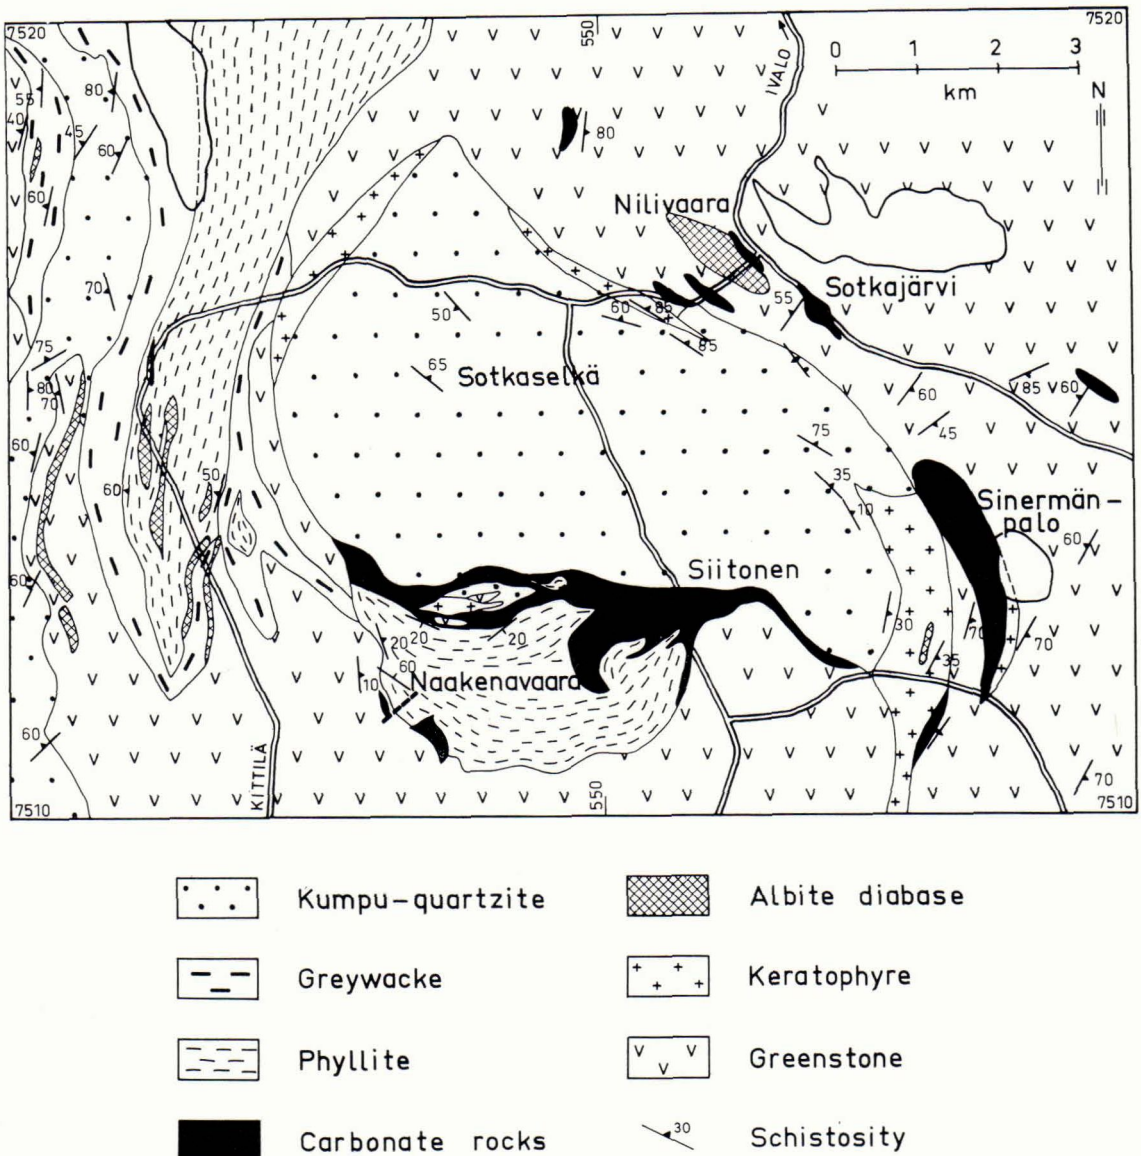 7520
550
7520
IVALO
0 1 2 3
km
N
55
40
80
45
60
80
60
Nilivaara
70
50
60
85
55
Sotkajärvi
85
75
65
Sotkaselkä
85
60
60
80
70
45
60
75
50
35
60
10
Sinermän-
palo
60
60
Siitonen
30
20 20
20
70
70
35
60
Naakenavaara
10
60
KITTILÄ
70
7510
550
7510
Kumpu-quartzite
Albite diabase
Greywacke
Keratophyre
Phyllite
Greenstone
Carbonate rocks
30
Schistosity